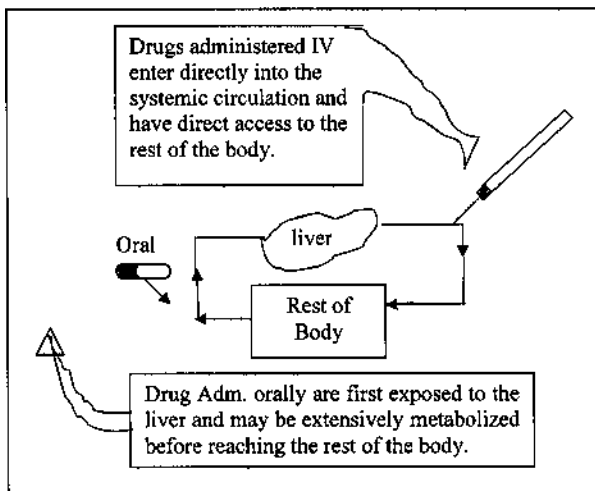 Drugs administered IV
enter directly into the
systemic circulation and
have direct access to the
rest of the body.
liver
Oral
Rest of
Body
Drug Adm. orally are first exposed to the
liver and may be extensively metabolized
before reaching the rest of the body.